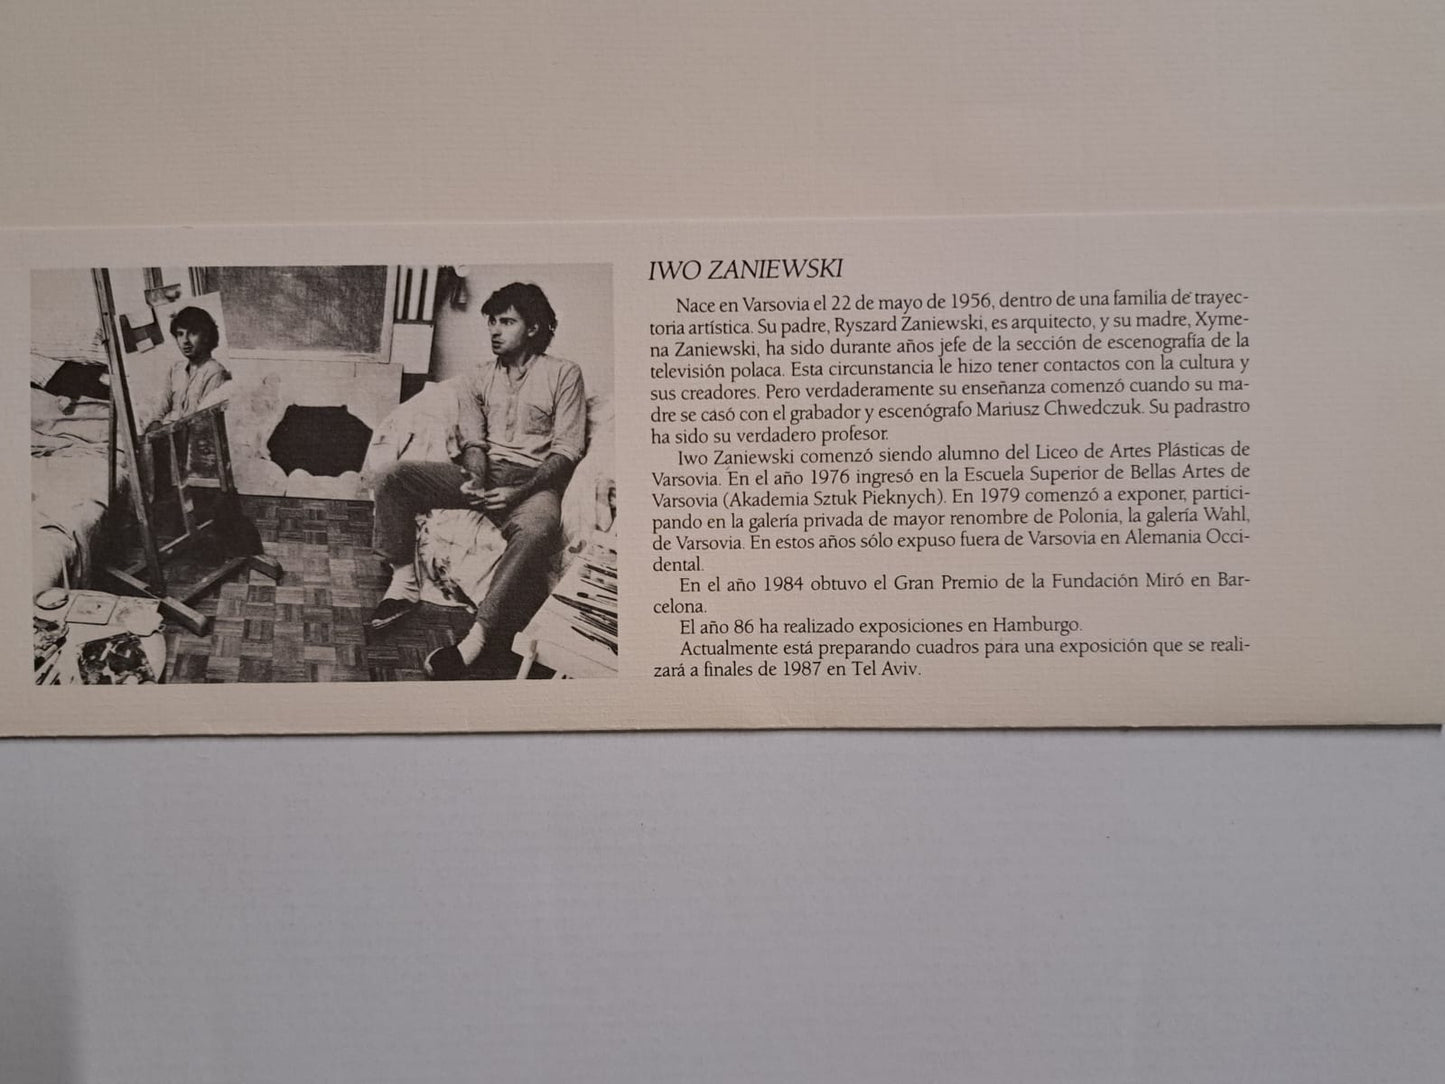 IWO ZANIEWSKI
Nace en Varsovia el 22 de mayo de 1956, dentro de una familia de trayec-
toria artística. Su padre, Ryszard Zaniewski, es arquitecto, y su madre, Xyme-
na Zaniewski, ha sido durante años jefe de la sección de escenografía de la
televisión polaca. Esta circunstancia le hizo tener contactos con la cultura y
sus creadores. Pero verdaderamente su enseñanza comenzó cuando su ma-
dre se casó con el grabador y escenógrafo Mariusz Chwedczuk. Su padrastro
ha sido su verdadero profesor.
Iwo Zaniewski comenzó siendo alumno del Liceo de Artes Plásticas de
Varsovia. En el año 1976 ingresó en la Escuela Superior de Bellas Artes de
Varsovia (Akademia Sztuk Pieknych). En 1979 comenzó a exponer, partici-
pando en la galería privada de mayor renombre de Polonia, la galería Wahl,
de Varsovia. En estos años sólo expuso fuera de Varsovia en Alemania Occi-
dental.
En el año 1984 obtuvo el Gran Premio de la Fundación Miró en Bar-
celona.
El año 86 ha realizado exposiciones en Hamburgo.
Actualmente está preparando cuadros para una exposición que se reali-
zará a finales de 1987 en Tel Aviv.